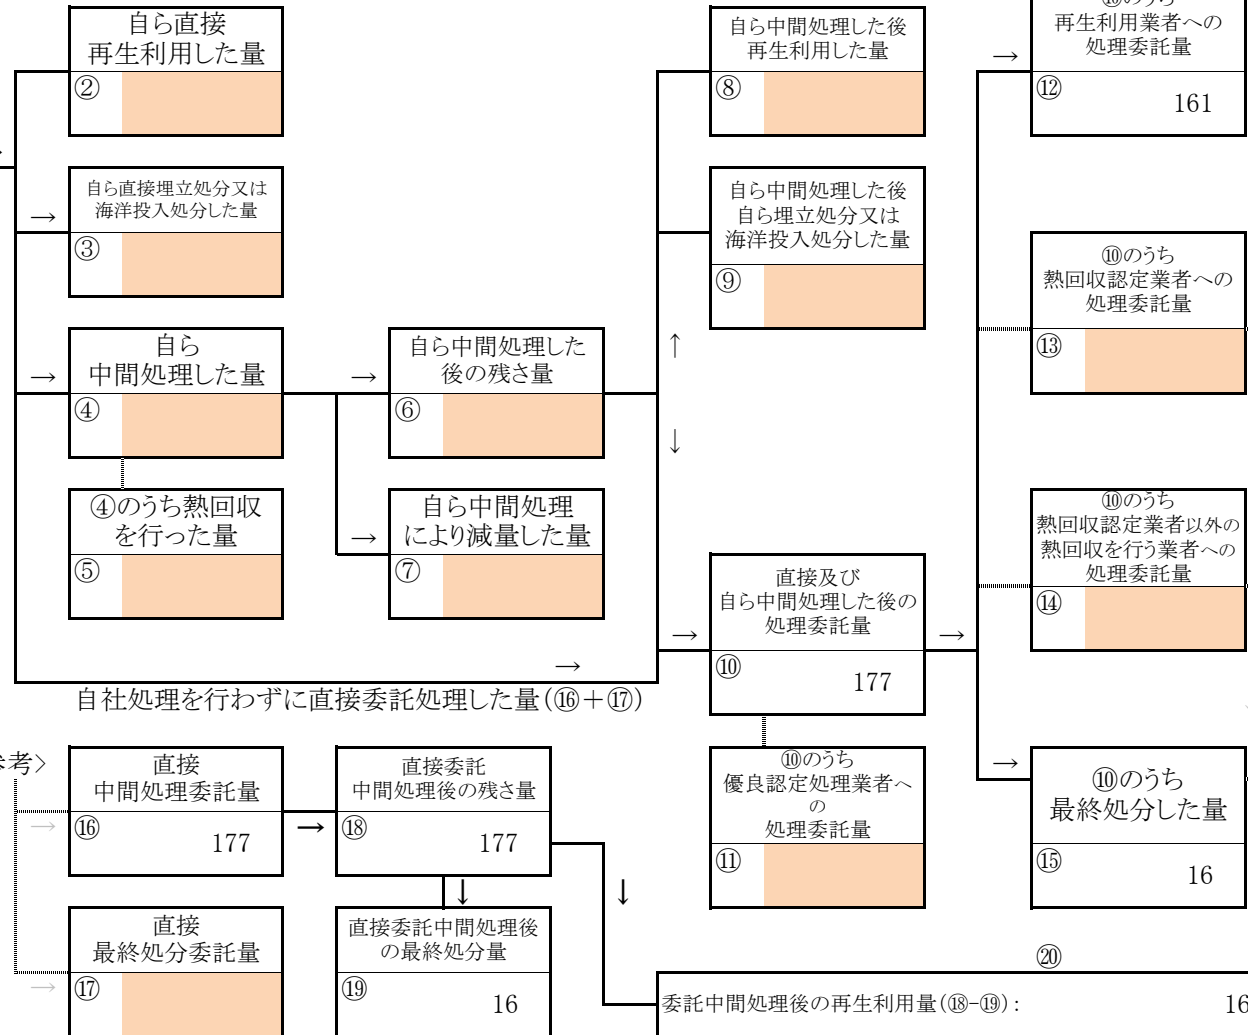 自ら直接
再生利用した量
②
自ら直接埋立処分又は
海洋投入処分した量
→
③
自ら
中間処理した量
→
④
④のうち熱回収
を行った量
⑤
自ら中間処理した
後の残さ量
→
⑥
自ら中間処理
により減量した量
→
⑦
自ら中間処理した後
再生利用した量
⑧
自ら中間処理した後
自ら埋立処分又は
海洋投入処分した量
⑨
↑
↓
直接及び
自ら中間処理した後の
処理委託量
→
⑩
177
→
⑩のうち
優良認定処理業者へ
の
処理委託量
⑪
再生利用業者への
処理委託量
→
⑫
161
⑩のうち
熱回収認定業者への
処理委託量
⑬
⑩のうち
熱回収認定業者以外の
熱回収を行う業者への
処理委託量
⑭
→
⑩のうち
最終処分した量
⑮
16
→
自社処理を行わずに直接委託処理した量(⑯+⑰)
考>
直接
中間処理委託量
→
⑯
177
→
直接委託
中間処理後の残さ量
⑱
177
↓
↓
直接
最終処分委託量
→
⑰
直接委託中間処理後
の最終処分量
⑲
16
⑳
委託中間処理後の再生利用量(⑱-⑲):
16